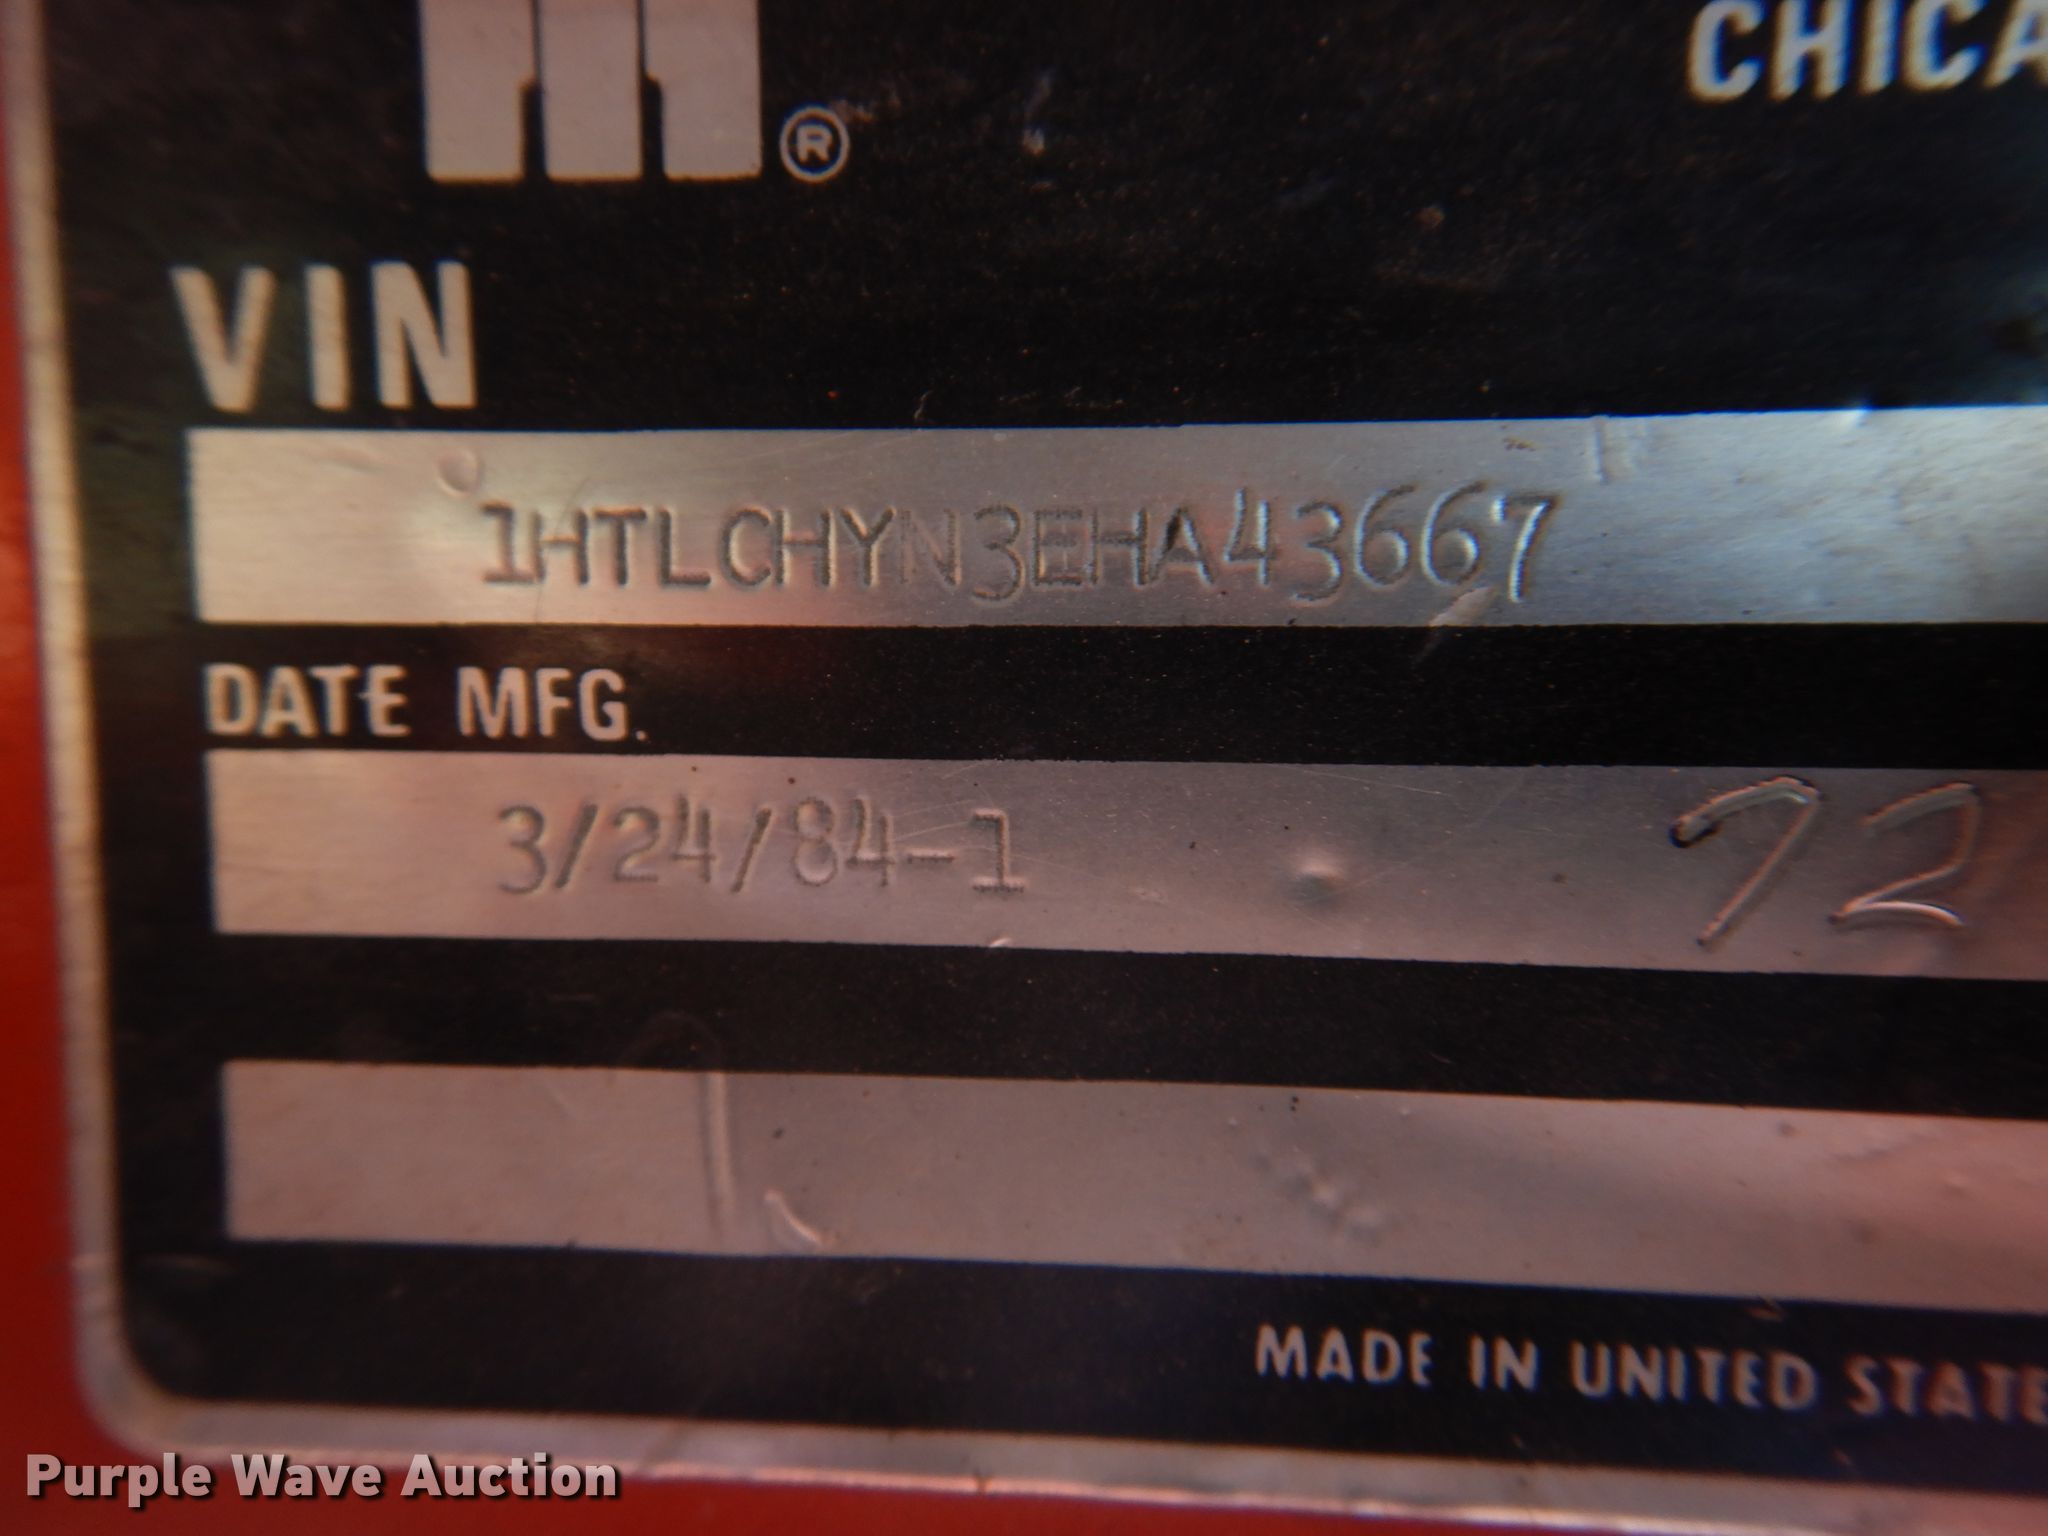 ®
CHICA
VIN
1HTLCHYN3EHA43667
DATE MFG.
3/24/84-1 72
MADE IN UNITED STATE
Purple Wave Auction